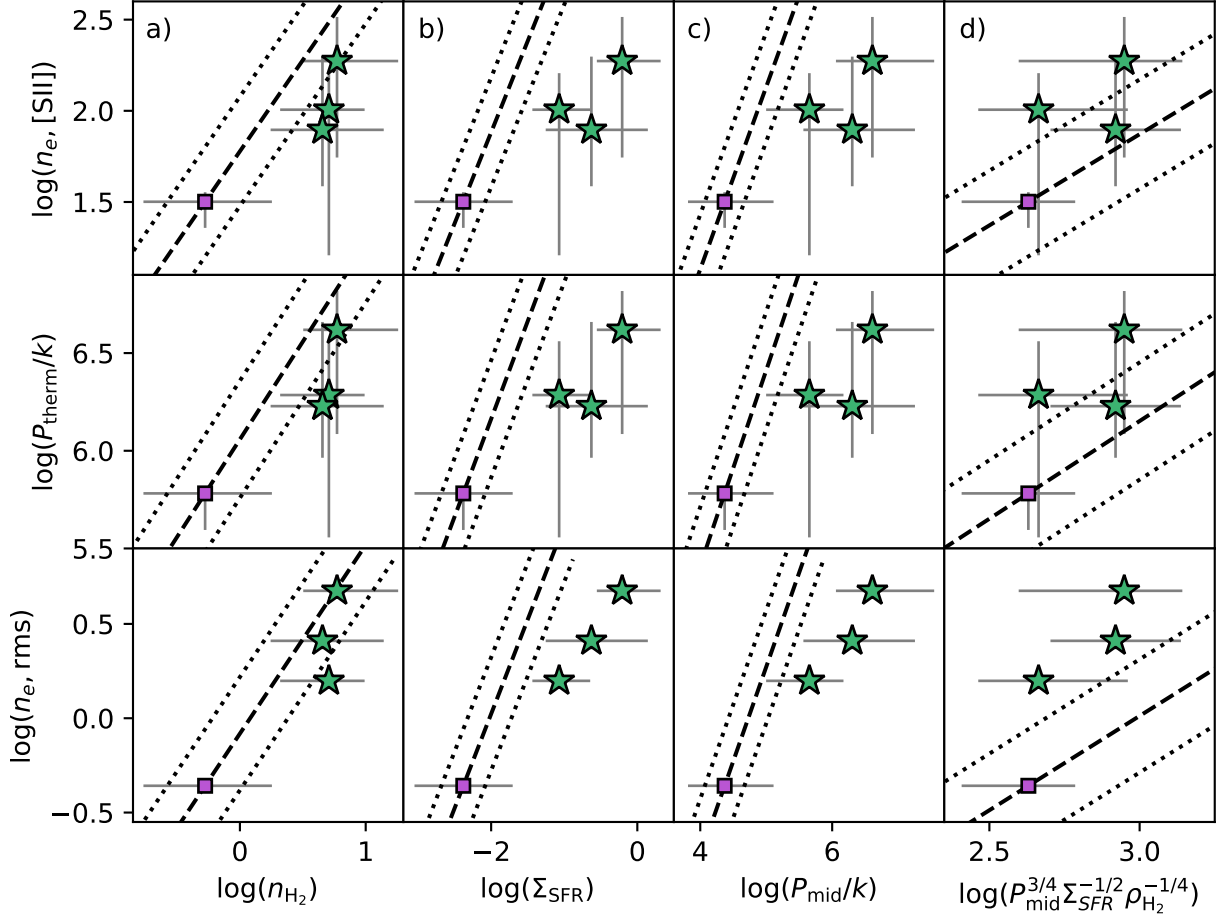 a) b) c) d)
2.5
2.0
1.5
log(n_e, [SII])
6.5
6.0
5.5
log(P_therm/k)
0.5
0.0
−0.5
log(n_e, rms)
0 1 −2 0 4 6 2.5 3.0
log(n_H₂) log(Σ_SFR) log(P_mid/k) log(P_mid^{3/4} Σ_SFR^{−1/2} ρ_H₂^{−1/4})